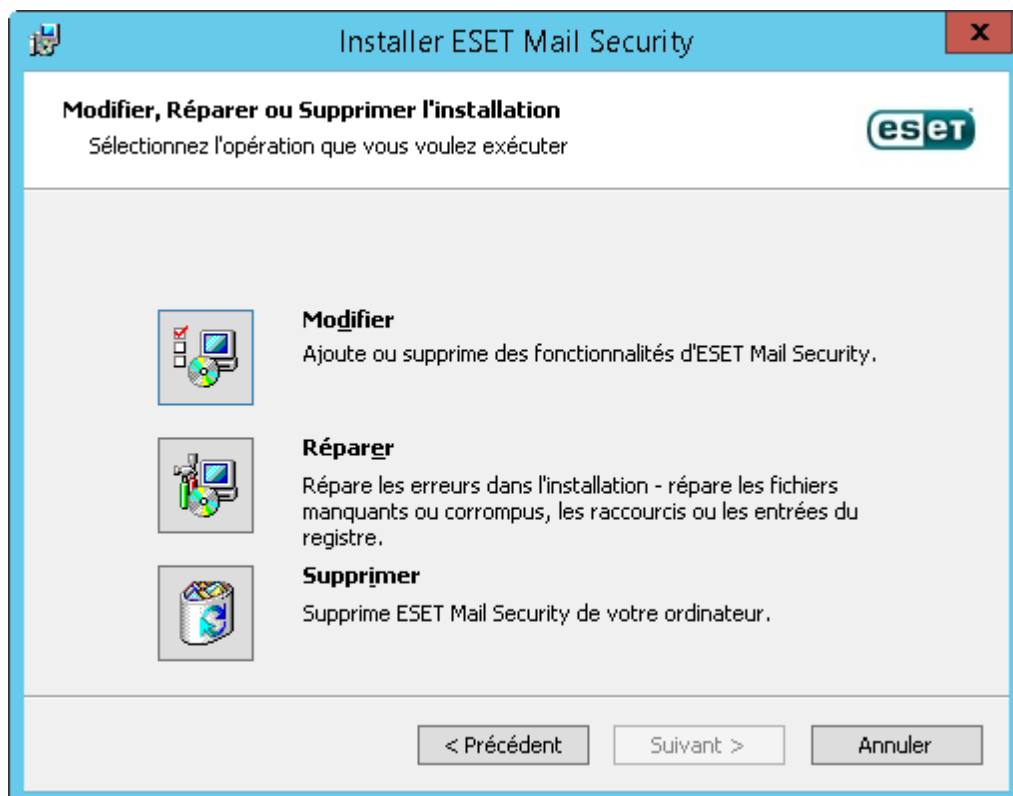 Installer ESET Mail Security
x
Modifier, Réparer ou Supprimer l'installation
Sélectionnez l'opération que vous voulez exécuter
eseT
Modifier
Ajoute ou supprime des fonctionnalités d'ESET Mail Security.
Réparer
Répare les erreurs dans l'installation - répare les fichiers
manquants ou corrompus, les raccourcis ou les entrées du
registre.
Supprimer
Supprime ESET Mail Security de votre ordinateur.
< Précédent
Suivant >
Annuler